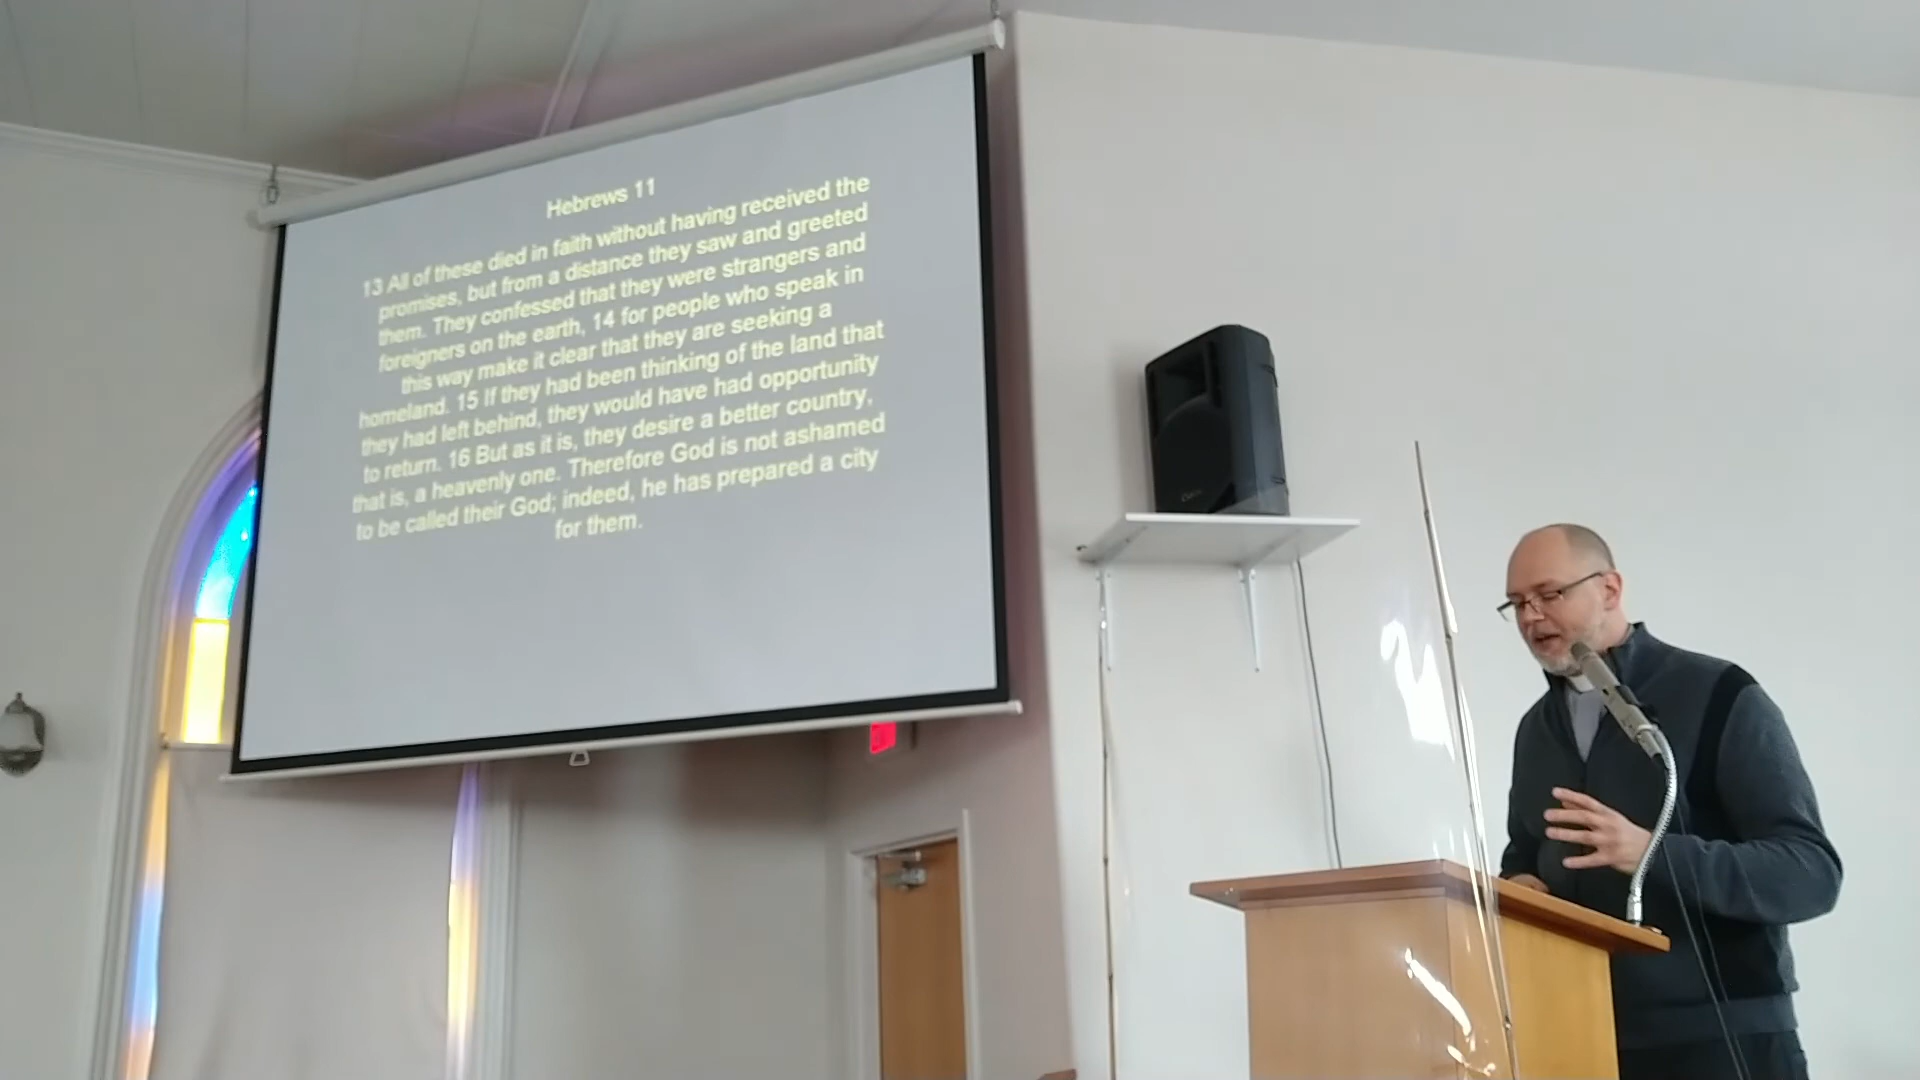 Hebrews 11
13 All of these died in faith without having received the
promises, but from a distance they saw and greeted
them. They confessed that they were strangers and
foreigners on the earth, 14 for people who speak in
this way make it clear that they are seeking a
homeland. 15 If they had been thinking of the land that
they had left behind, they would have had opportunity
to return. 16 But as it is, they desire a better country,
that is, a heavenly one. Therefore God is not ashamed
to be called their God; indeed, he has prepared a city
for them.